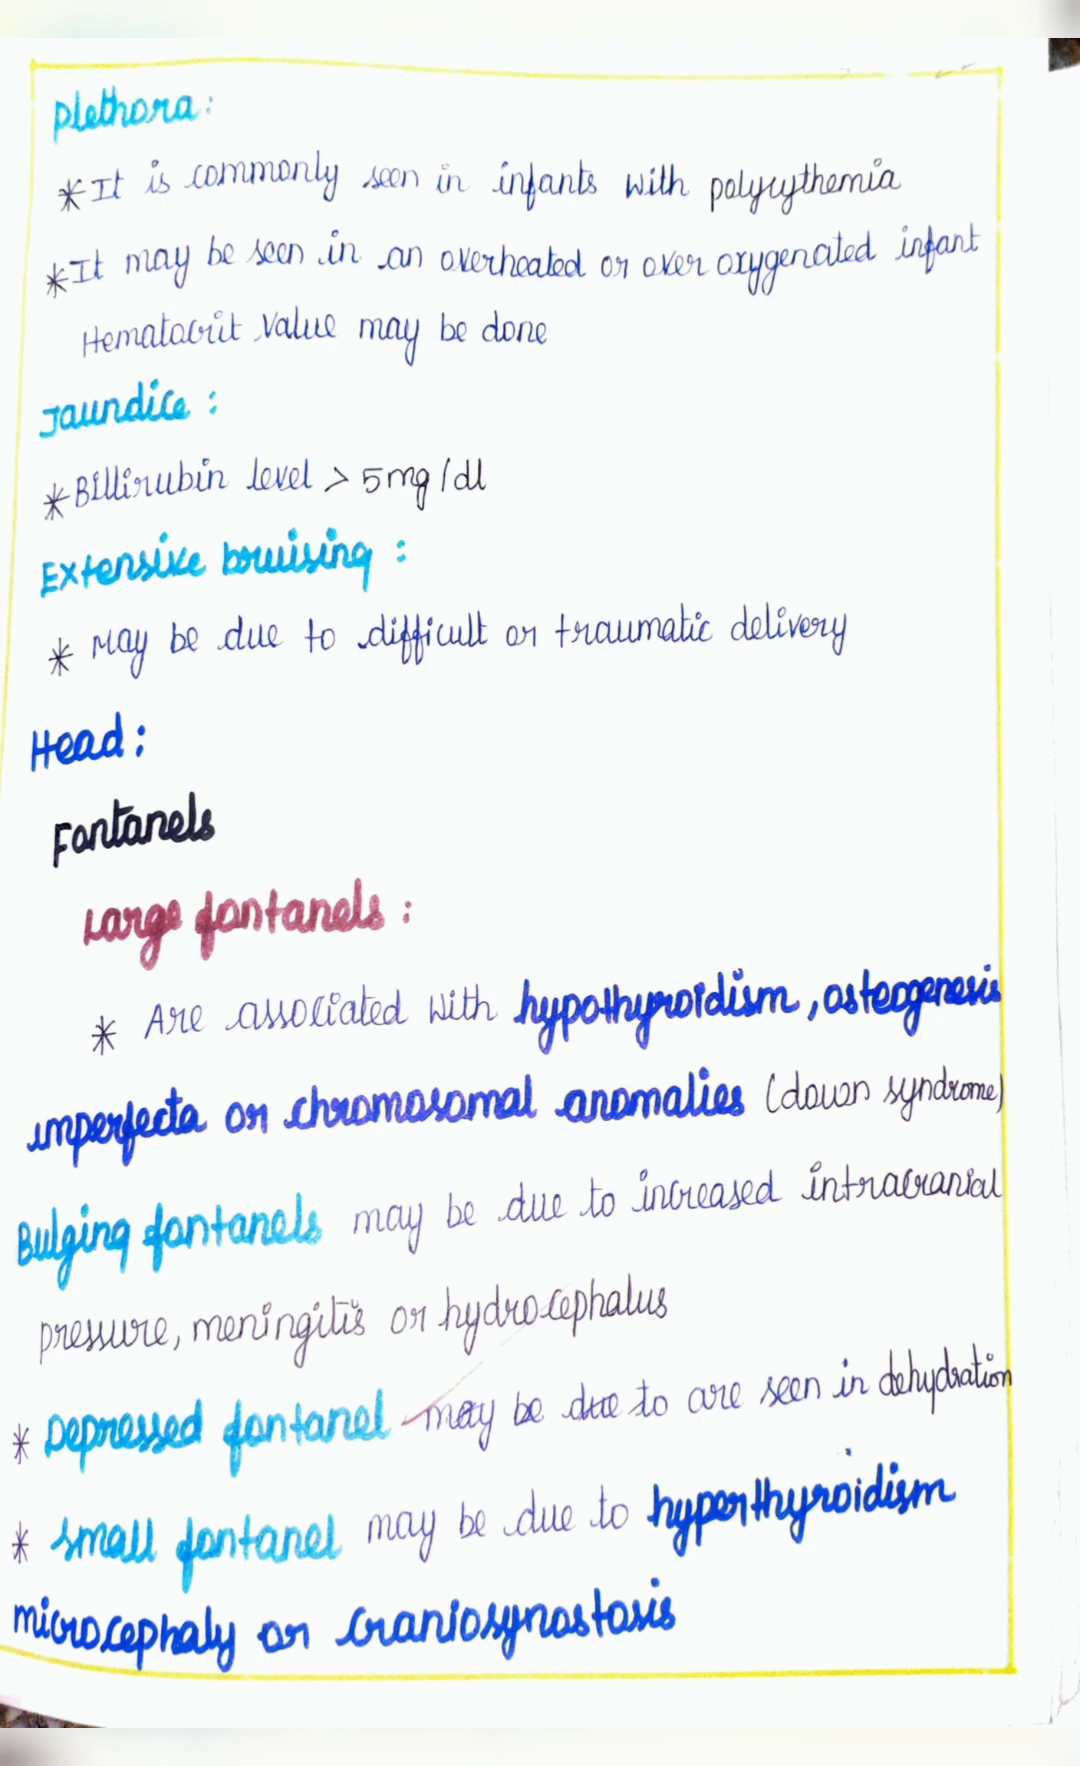 Plethora:
* It is commonly seen in infants with polycythemia
* It may be seen in an overheated or over oxygenated infant
Hematocrit value may be done
Jaundice :
* Billirubin level > 5mg/dl
Extensive bruising :
* May be due to difficult or traumatic delivery
Head :
Fontanels
Large fontanels :
* Are associated with hypothyroidism, osteogenesis
imperfecta or chromosomal anomalies (down syndrome)
Bulging fontanels may be due to increased intracranial
pressure, meningitis or hydrocephalus
* Depressed fontanel may be due to are seen in dehydration
* Small fontanel may be due to hyperthyroidism
microcephaly or craniosynostosis